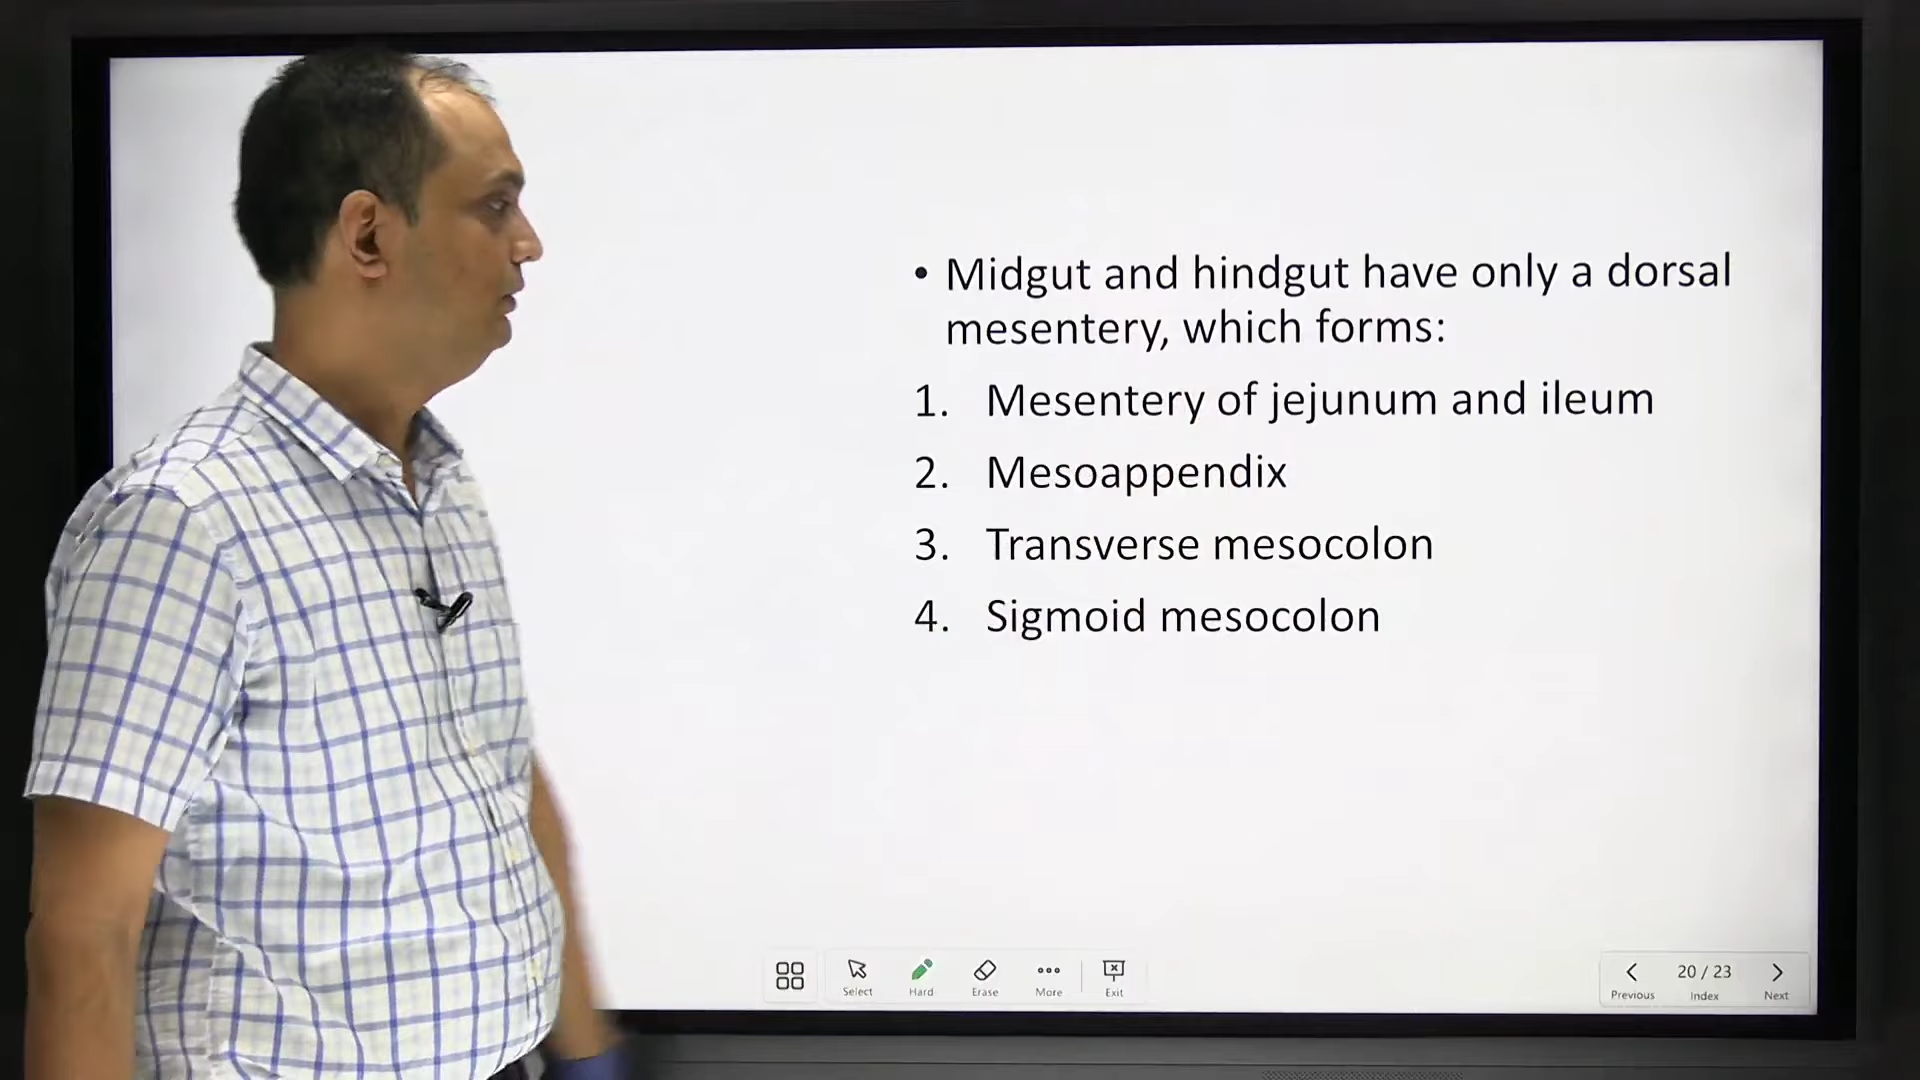 • Midgut and hindgut have only a dorsal
mesentery, which forms:
1. Mesentery of jejunum and ileum
2. Mesoappendix
3. Transverse mesocolon
4. Sigmoid mesocolon
Select Hard Erase More Exit
20 / 23
Previous Index Next